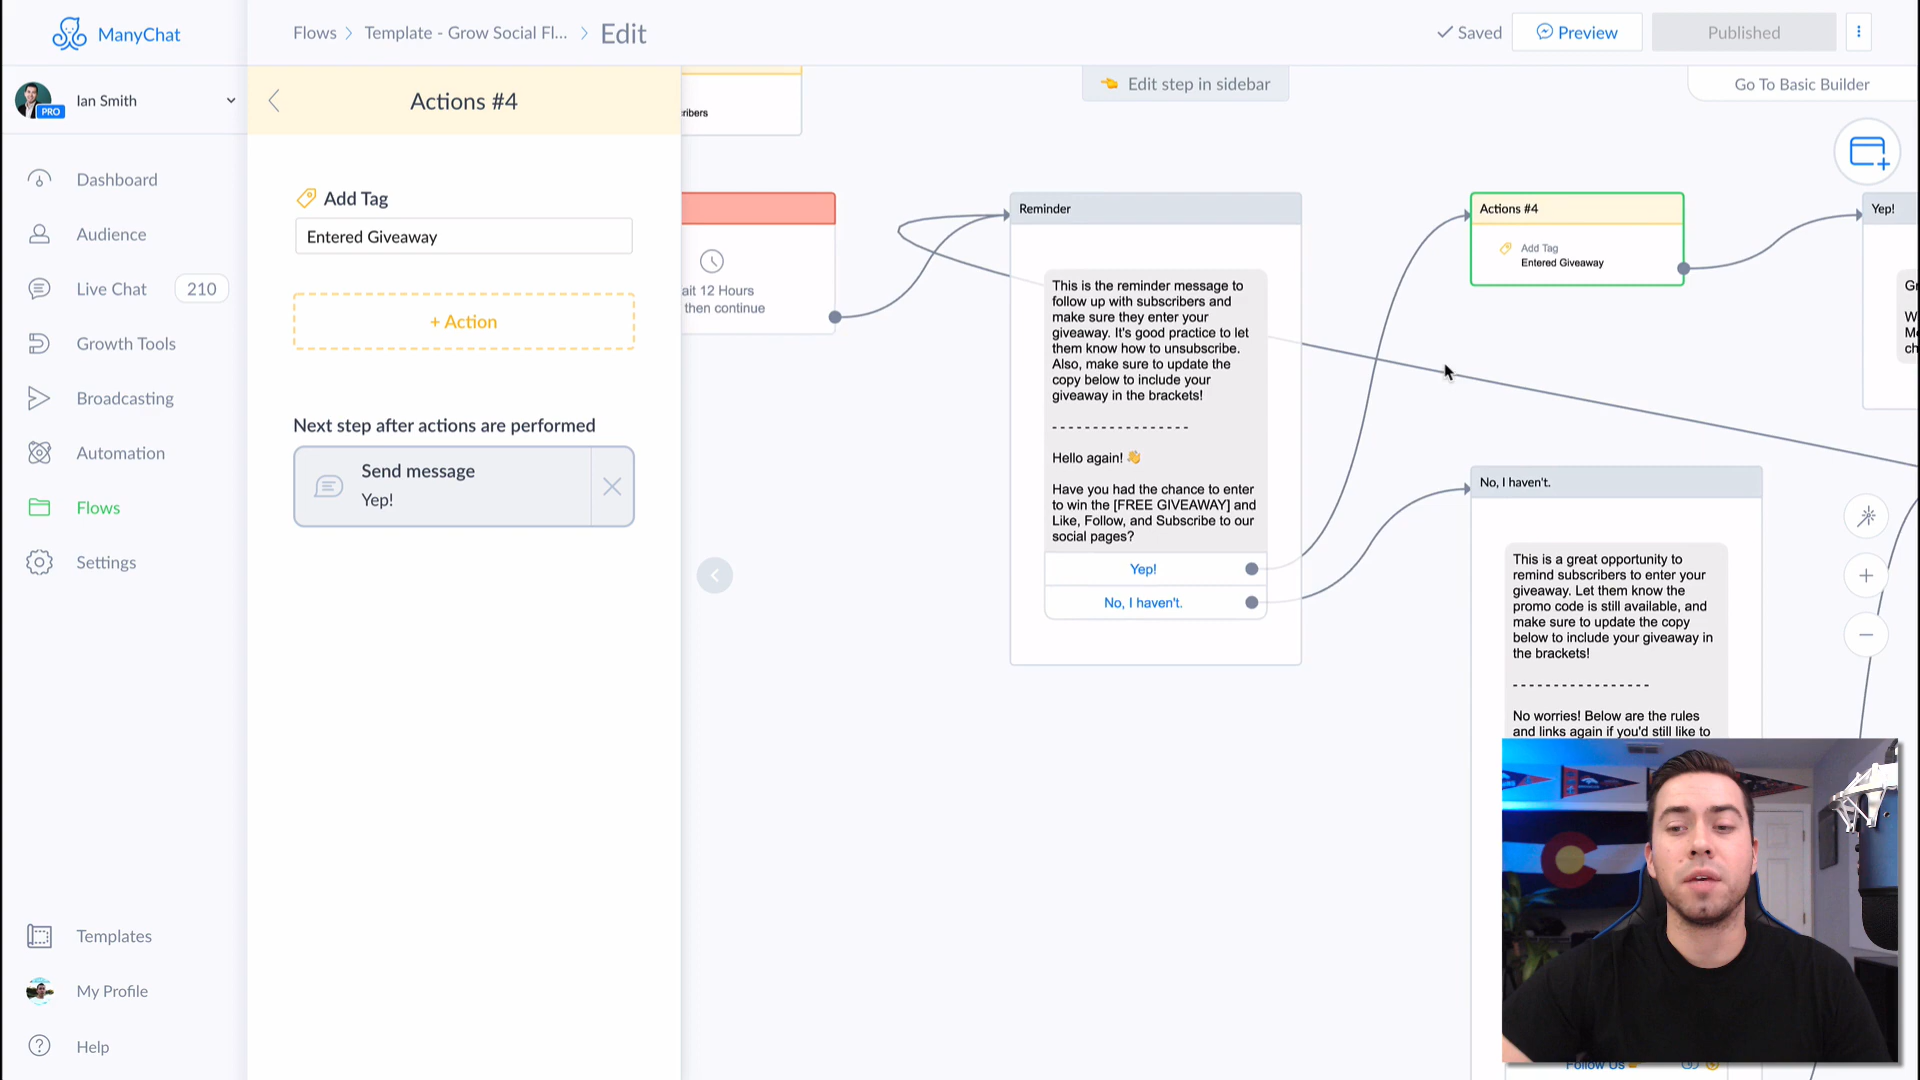 ManyChat
Flows
Template - Grow Social Fl...
Edit
Saved
Preview
Published
Ian Smith
PRO
Actions #4
ribers
Edit step in sidebar
Go To Basic Builder
Dashboard
Audience
Live Chat
210
Growth Tools
Broadcasting
Automation
Flows
Settings
Templates
My Profile
Help
Add Tag
Entered Giveaway
+ Action
Next step after actions are performed
Send message
Yep!
ait 12 Hours
then continue
Reminder
This is the reminder message to
follow up with subscribers and
make sure they enter your
giveaway. It's good practice to let
them know how to unsubscribe.
Also, make sure to update the
copy below to include your
giveaway in the brackets!
- - - - - - - - - - - - - - - - -
Hello again! 👋
Have you had the chance to enter
to win the [FREE GIVEAWAY] and
Like, Follow, and Subscribe to our
social pages?
Yep!
No, I haven't.
Actions #4
Add Tag
Entered Giveaway
Yep!
Gr
W
Me
ch
No, I haven't.
This is a great opportunity to
remind subscribers to enter your
giveaway. Let them know the
promo code is still available, and
make sure to update the copy
below to include your giveaway in
the brackets!
- - - - - - - - - - - - - - - - -
No worries! Below are the rules
and links again if you'd still like to
Follow Us